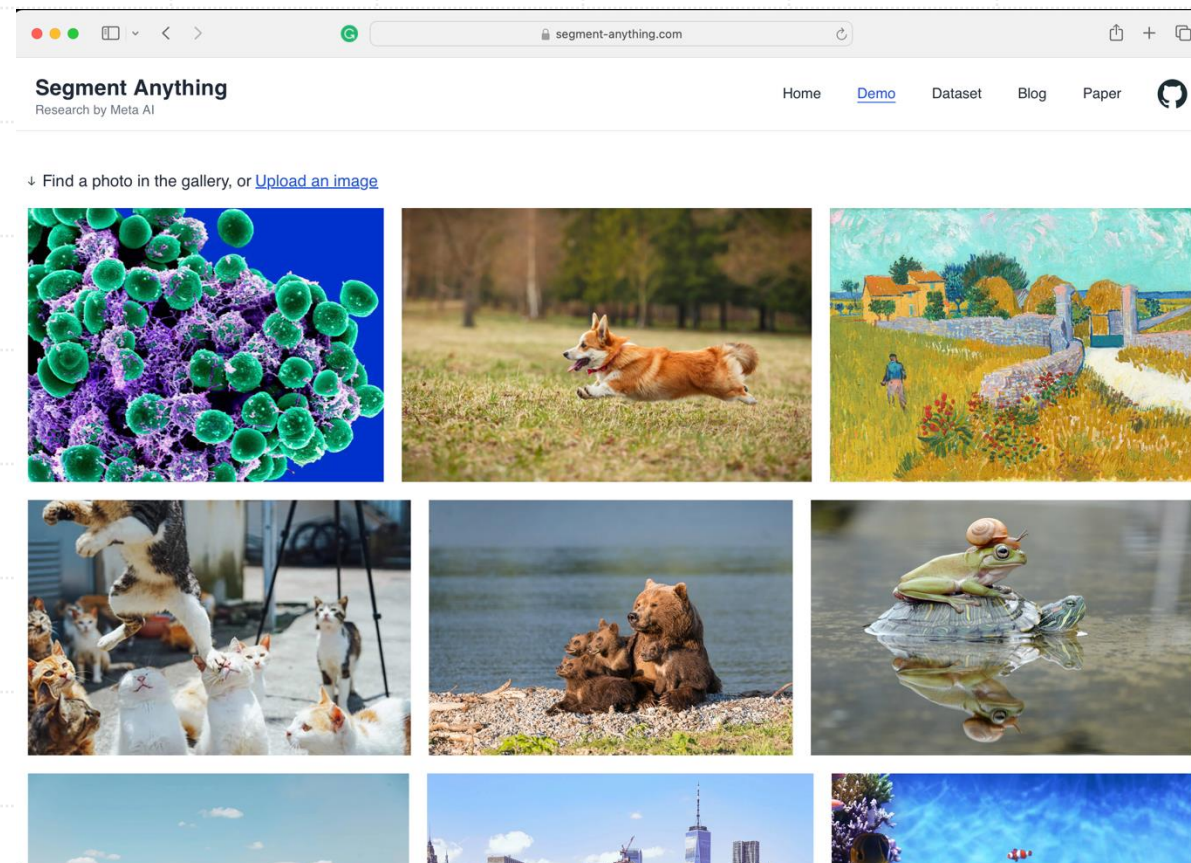 segment-anything.com
Segment Anything
Research by Meta AI
Home Demo Dataset Blog Paper
↓ Find a photo in the gallery, or Upload an image